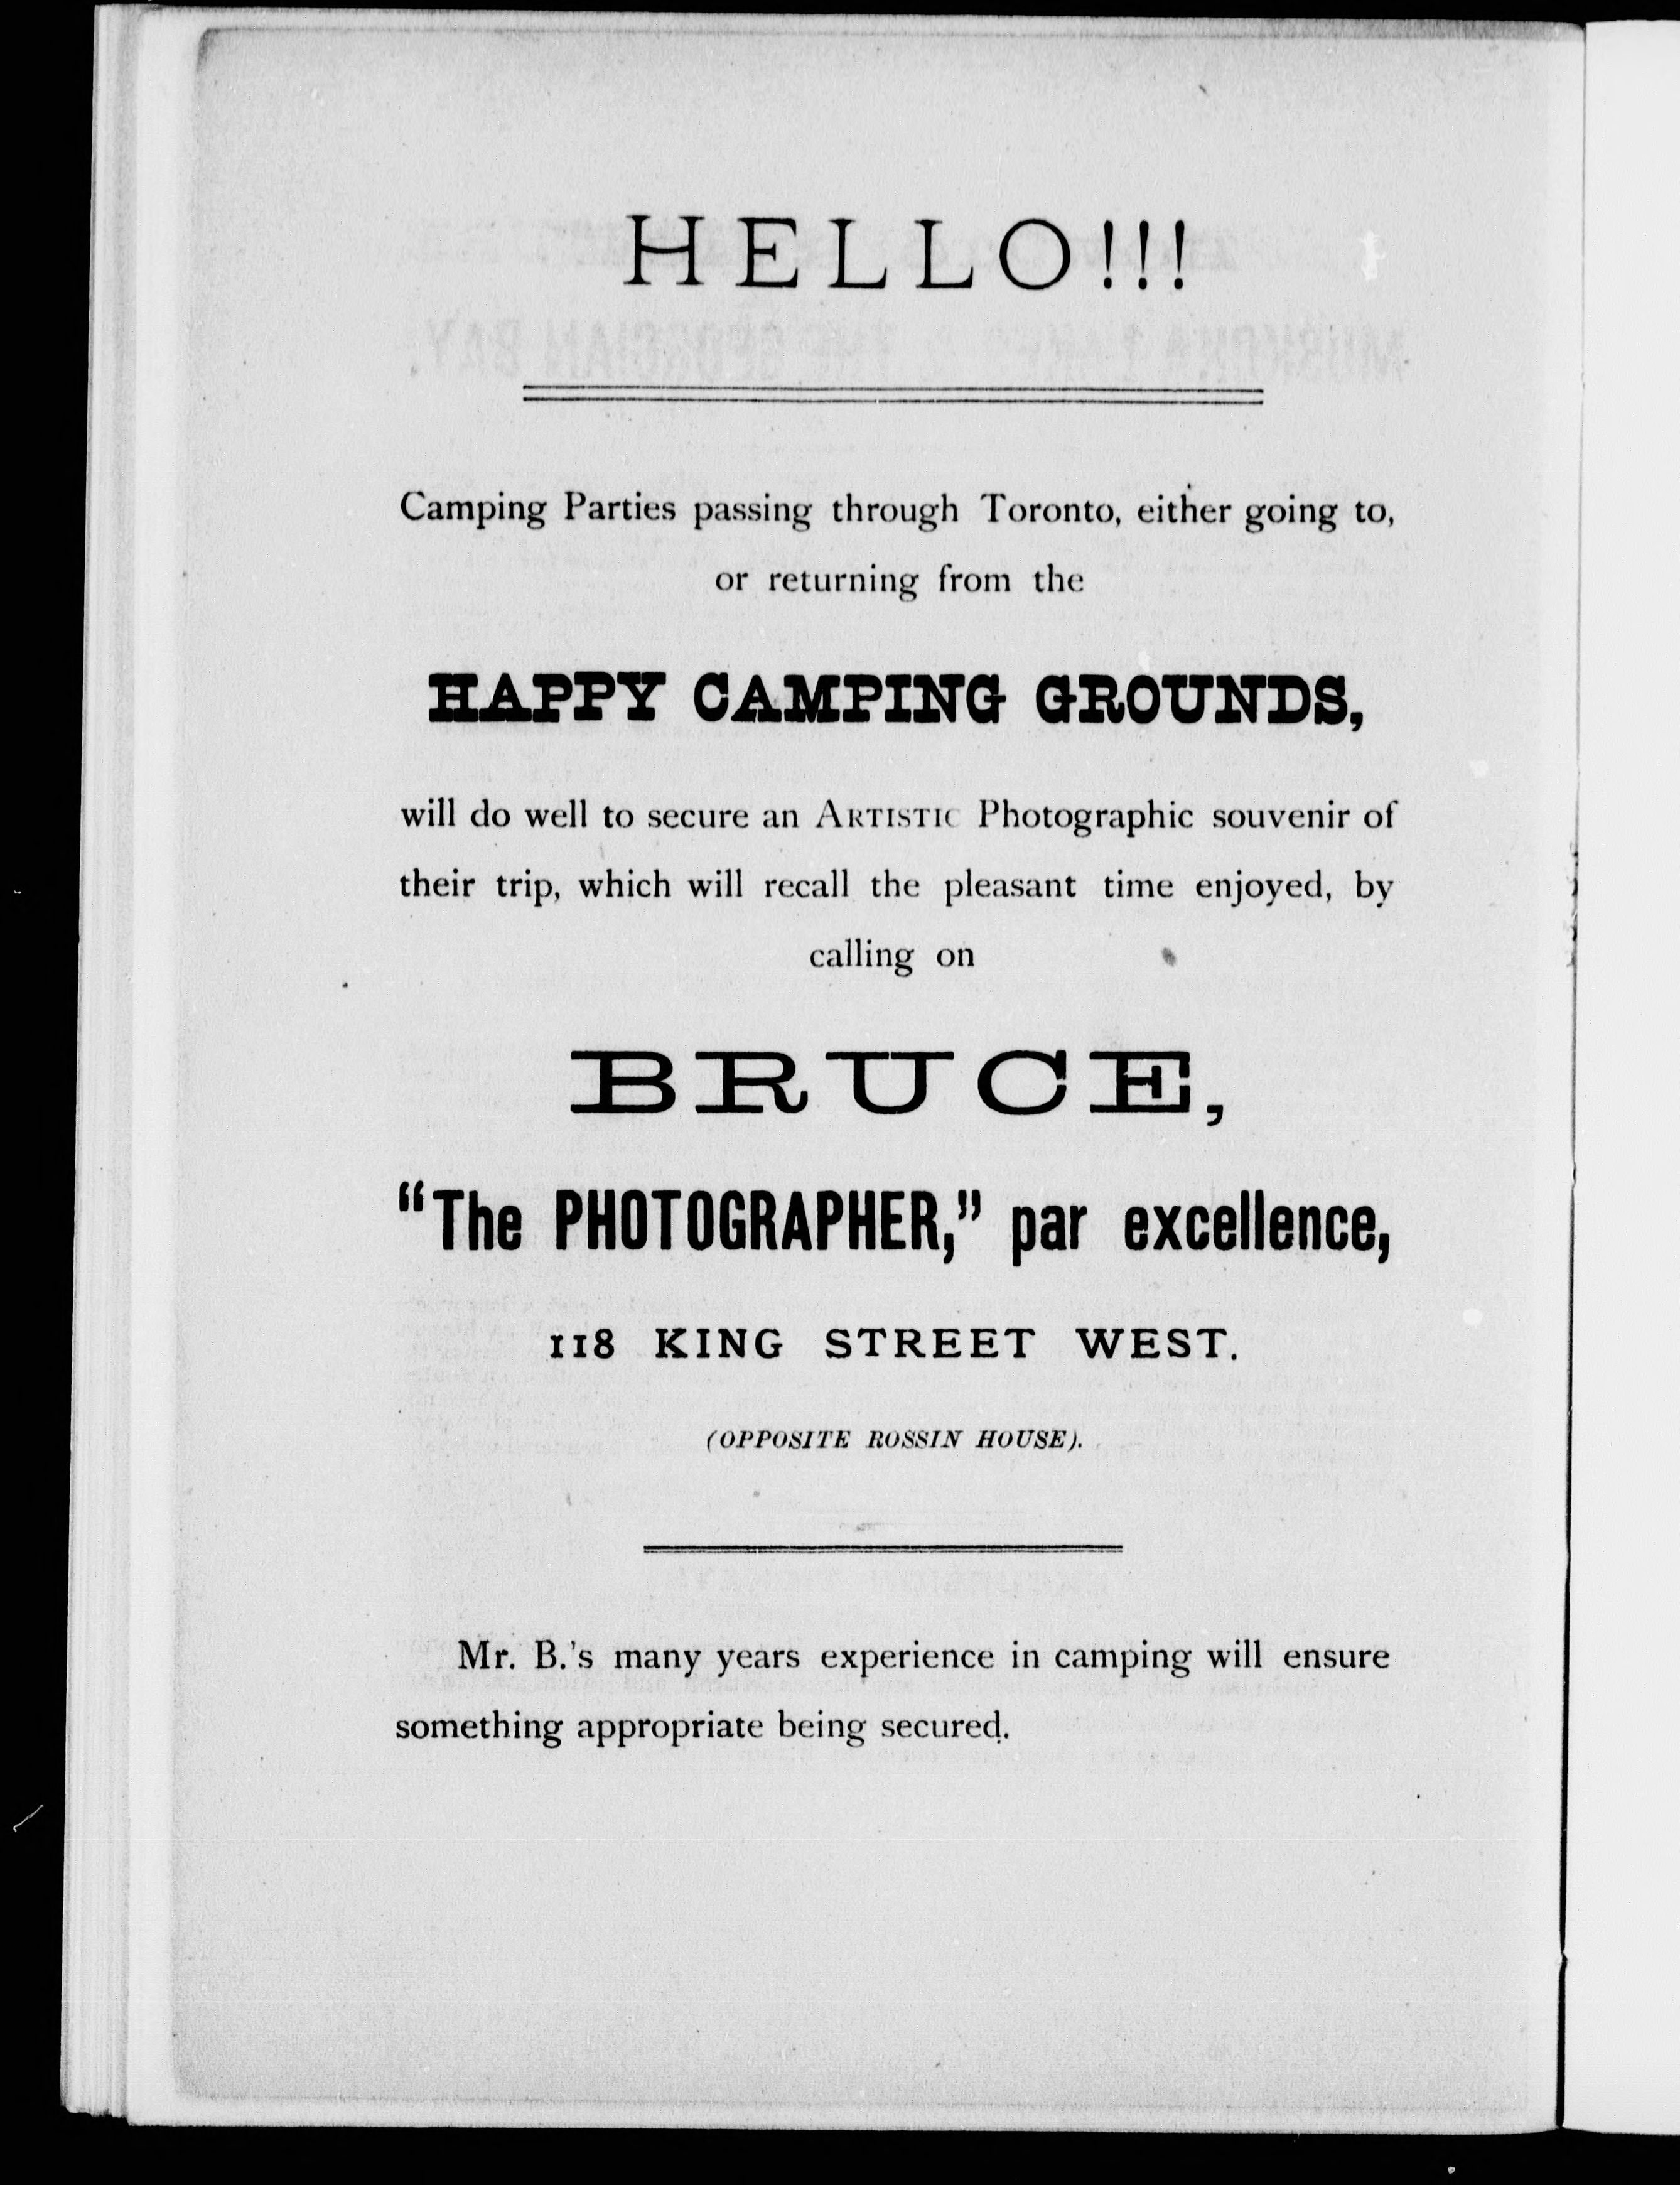 HELLO!!!
Camping Parties passing through Toronto, either going to,
or returning from the
HAPPY CAMPING GROUNDS,
will do well to secure an ARTISTIC Photographic souvenir of
their trip, which will recall the pleasant time enjoyed, by
calling on
BRUCE,
"The PHOTOGRAPHER," par excellence,
118 KING STREET WEST.
(OPPOSITE ROSSIN HOUSE).
Mr. B.'s many years experience in camping will ensure
something appropriate being secured.